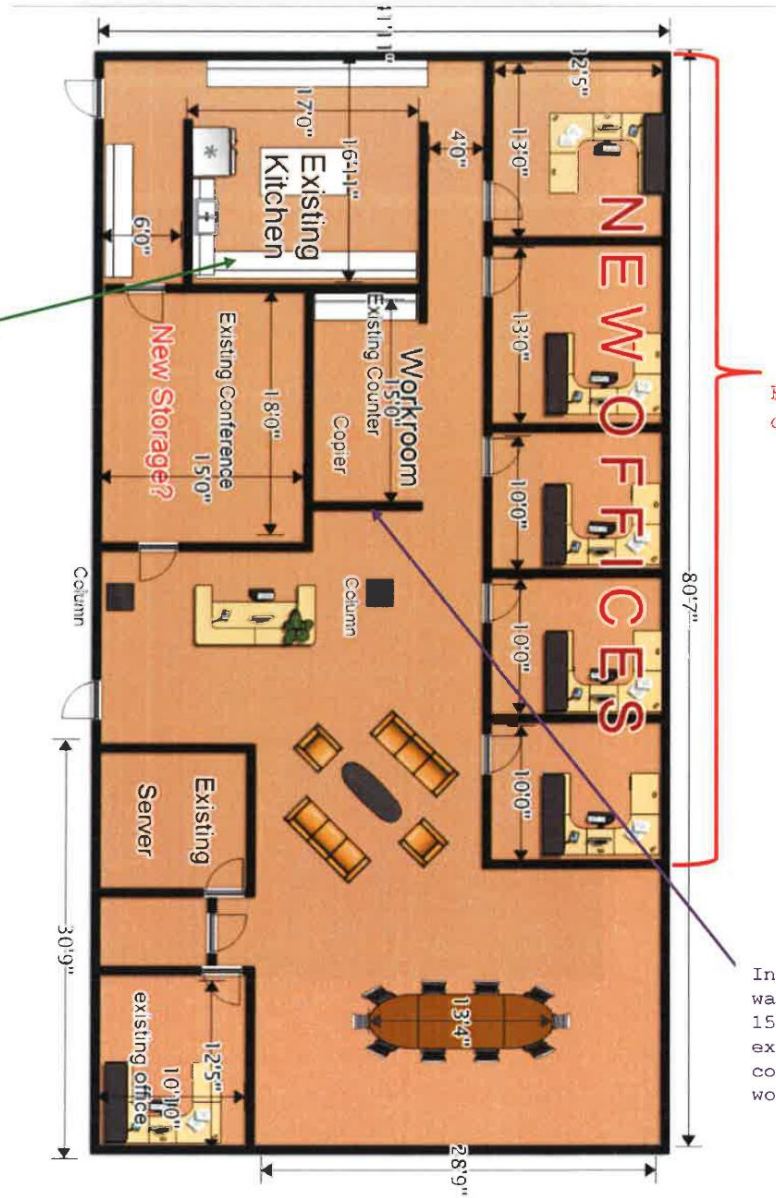 41'11"
12'5"
13'0"
NEW OFFICES
13'0"
10'0"
10'0"
10'0"
80'7"
4'0"
17'0"
16'11"
Existing
Kitchen
6'0"
Workroom
15'0"
Existing Counter
Copier
18'0"
Existing Conference
15'0"
New Storage?
Column
Column
Existing
Server
30'9"
12'5"
10'10"
existing office
13'4"
28'9"
In
wa
15
ex
co
wo